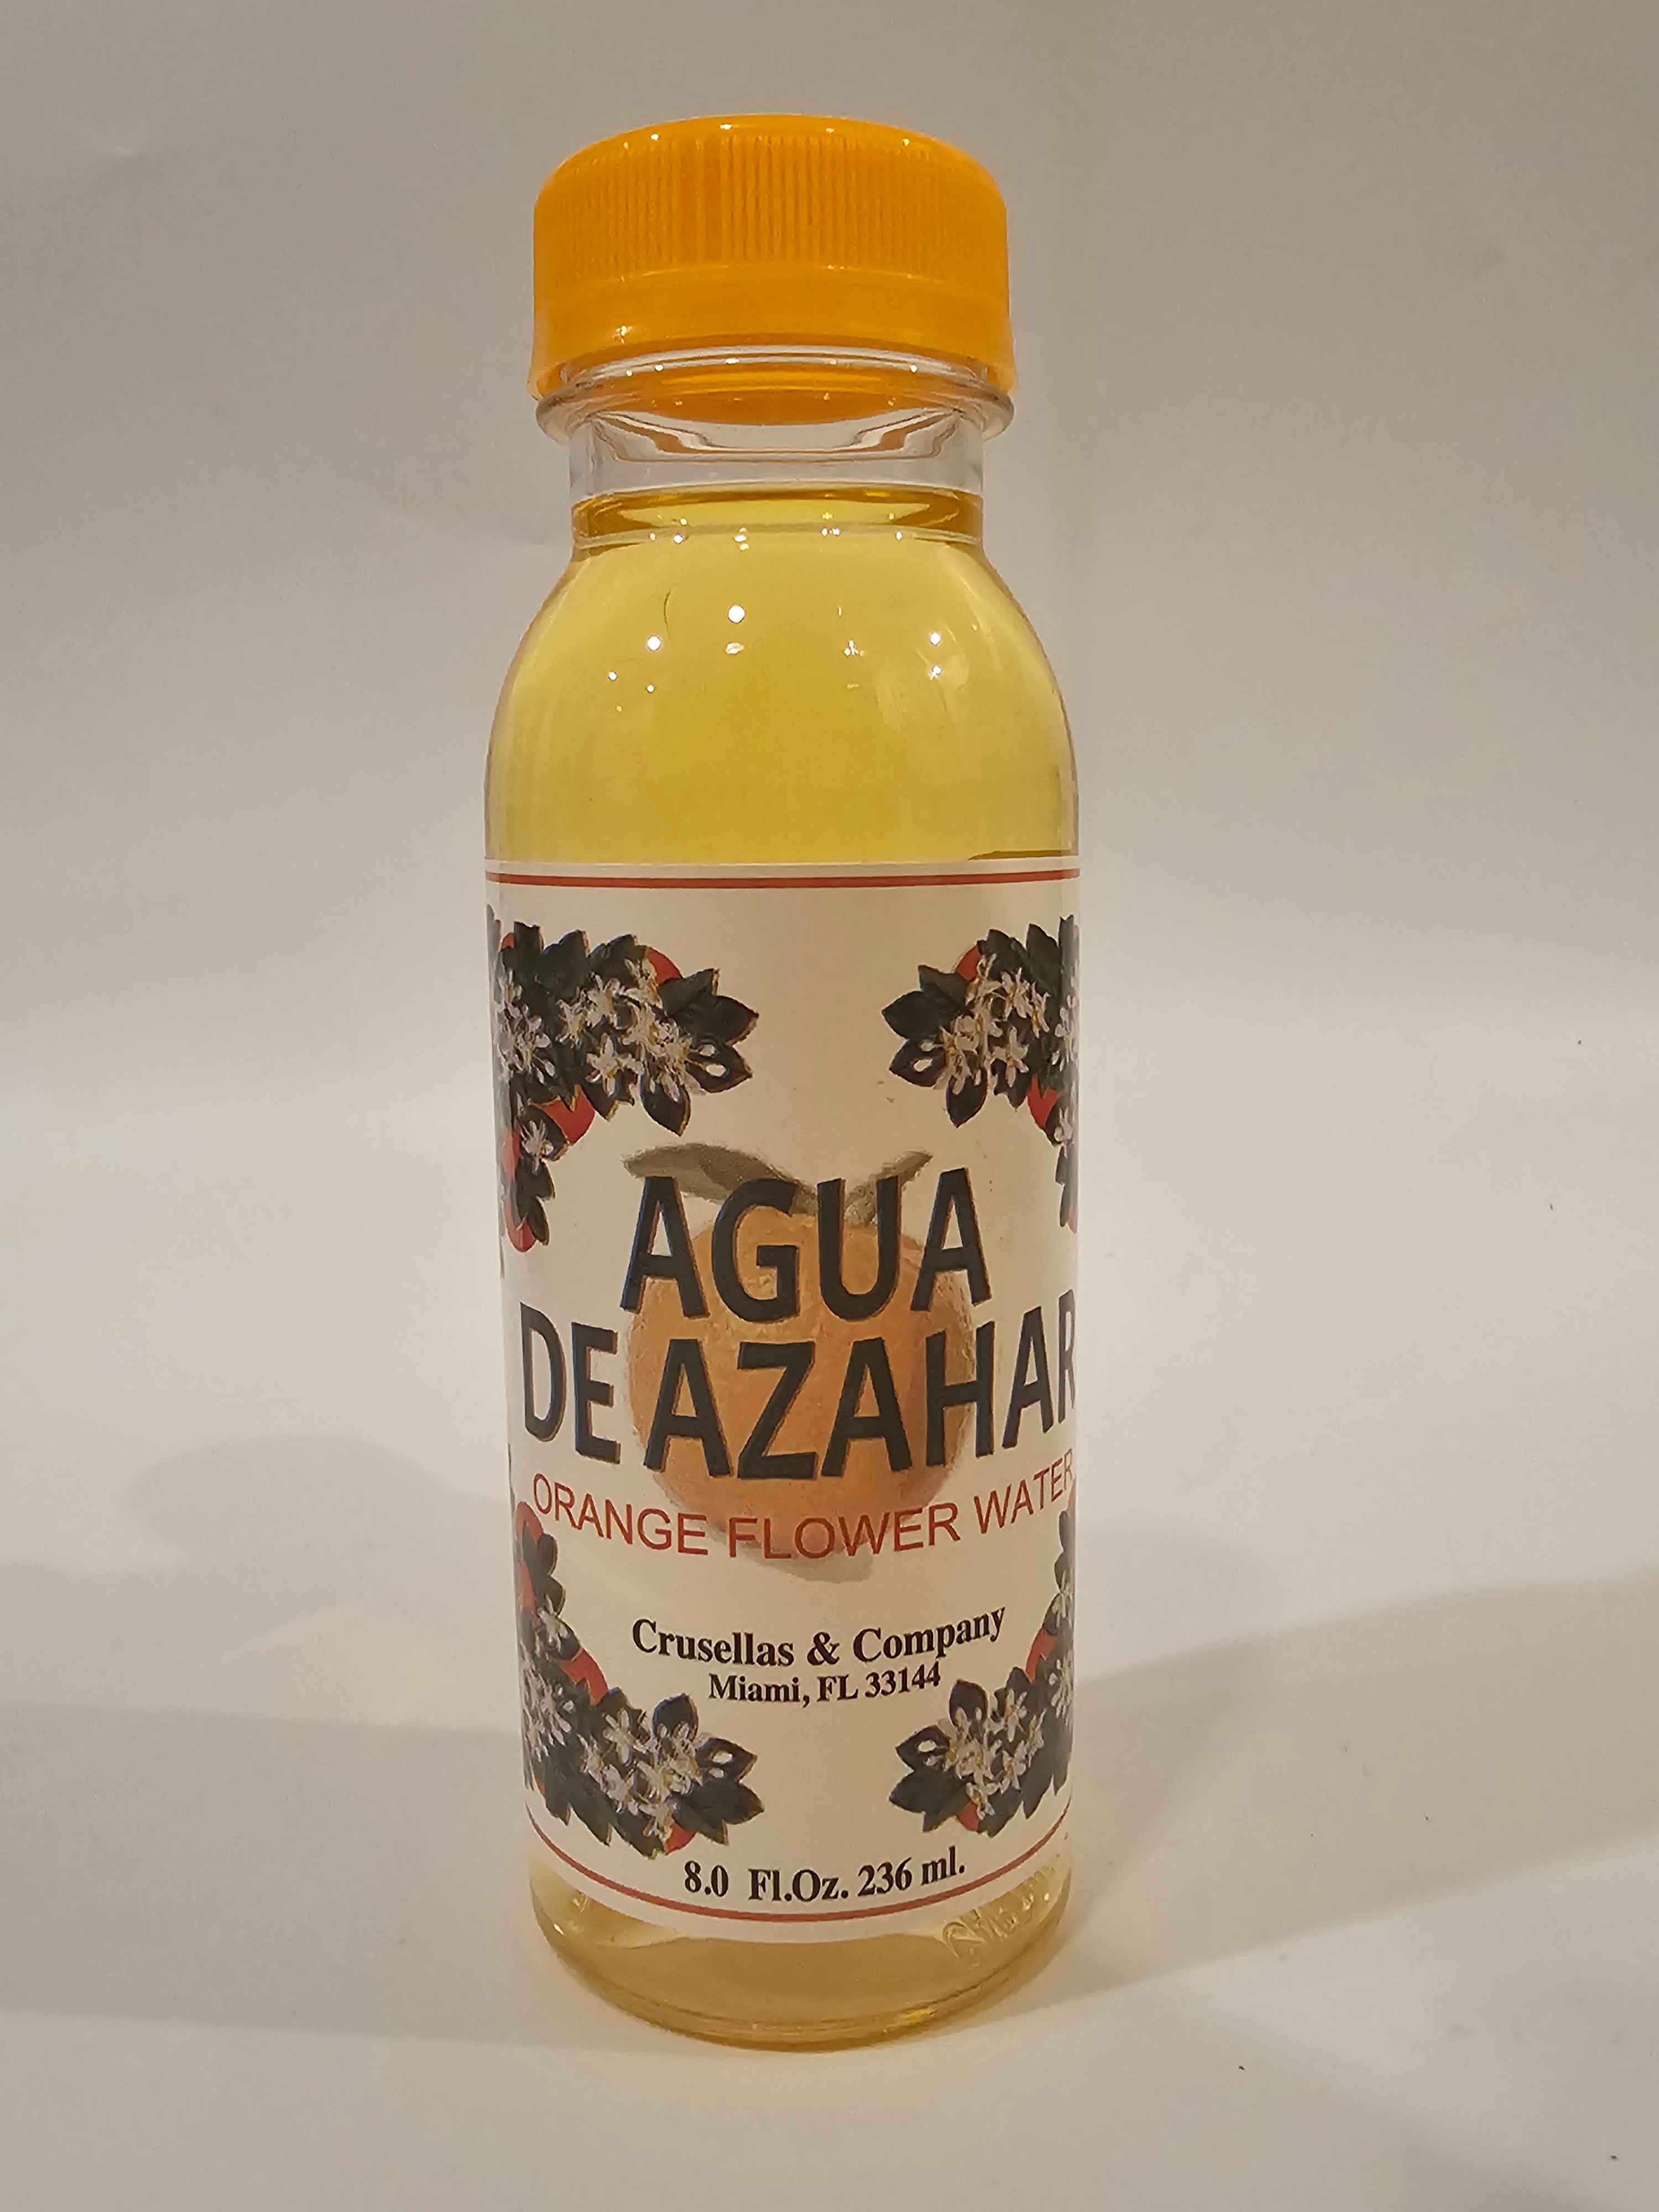 AGUA
DE AZAHAR
ORANGE FLOWER WATER
Crusellas & Company
Miami, FL 33144
8.0 Fl.Oz. 236 ml.